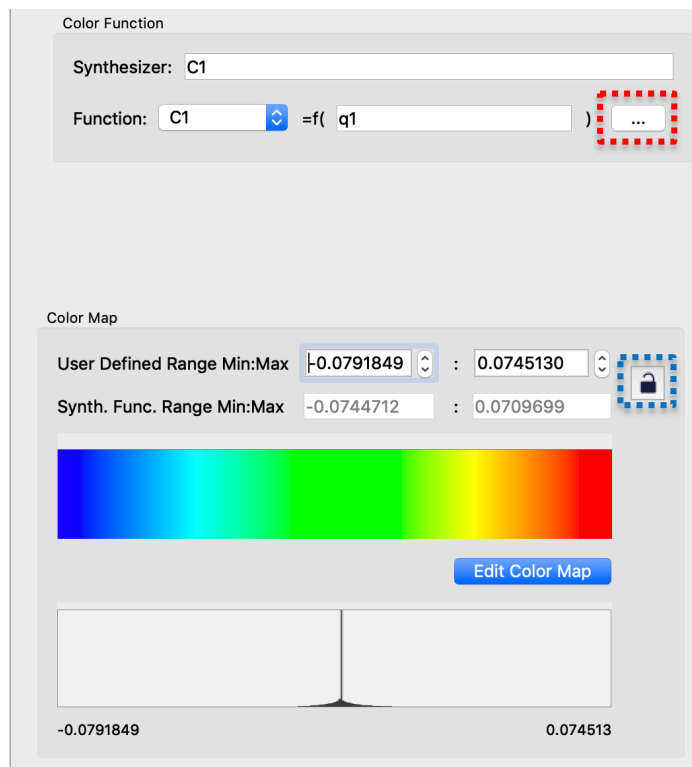 Color Function
Synthesizer: C1
Function: C1 =f( q1 ) ...
Color Map
User Defined Range Min:Max -0.0791849 : 0.0745130
Synth. Func. Range Min:Max -0.0744712 : 0.0709699
Edit Color Map
-0.0791849 0.074513